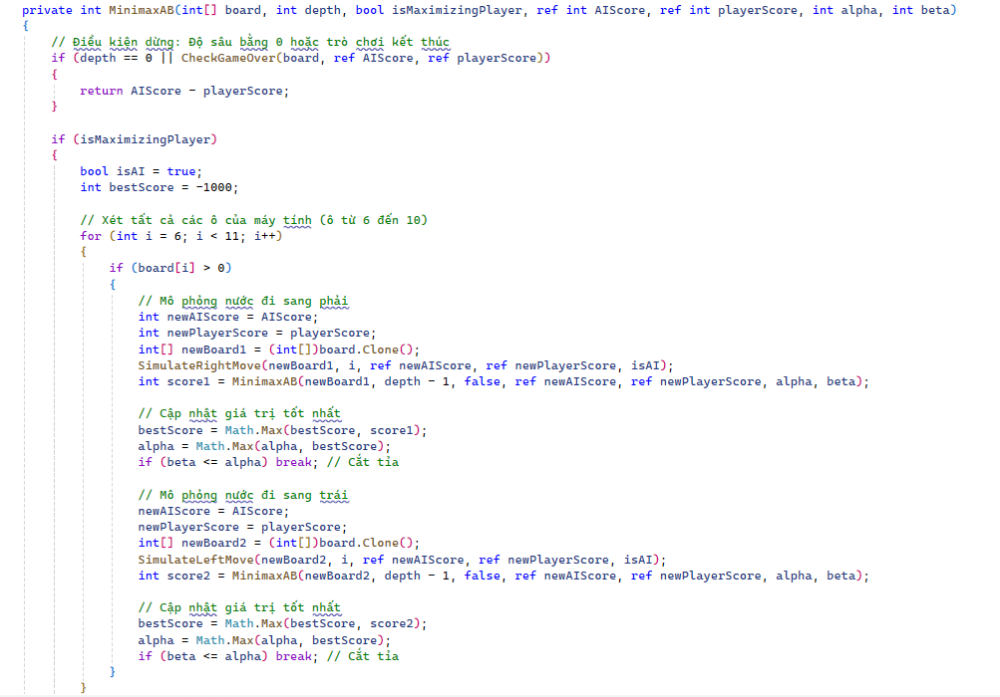 private int MinimaxAB(int[] board, int depth, bool isMaximizingPlayer, ref int AIScore, ref int playerScore, int alpha, int beta)
{
    // Điều kiện dừng: Độ sâu bằng 0 hoặc trò chơi kết thúc
    if (depth == 0 || CheckGameOver(board, ref AIScore, ref playerScore))
    {
        return AIScore - playerScore;
    }

    if (isMaximizingPlayer)
    {
        bool isAI = true;
        int bestScore = -1000;

        // Xét tất cả các ô của máy tính (ô từ 6 đến 10)
        for (int i = 6; i < 11; i++)
        {
            if (board[i] > 0)
            {
                // Mô phỏng nước đi sang phải
                int newAIScore = AIScore;
                int newPlayerScore = playerScore;
                int[] newBoard1 = (int[])board.Clone();
                SimulateRightMove(newBoard1, i, ref newAIScore, ref newPlayerScore, isAI);
                int score1 = MinimaxAB(newBoard1, depth - 1, false, ref newAIScore, ref newPlayerScore, alpha, beta);

                // Cập nhật giá trị tốt nhất
                bestScore = Math.Max(bestScore, score1);
                alpha = Math.Max(alpha, bestScore);
                if (beta <= alpha) break; // Cắt tỉa

                // Mô phỏng nước đi sang trái
                newAIScore = AIScore;
                newPlayerScore = playerScore;
                int[] newBoard2 = (int[])board.Clone();
                SimulateLeftMove(newBoard2, i, ref newAIScore, ref newPlayerScore, isAI);
                int score2 = MinimaxAB(newBoard2, depth - 1, false, ref newAIScore, ref newPlayerScore, alpha, beta);

                // Cập nhật giá trị tốt nhất
                bestScore = Math.Max(bestScore, score2);
                alpha = Math.Max(alpha, bestScore);
                if (beta <= alpha) break; // Cắt tỉa
            }
        }